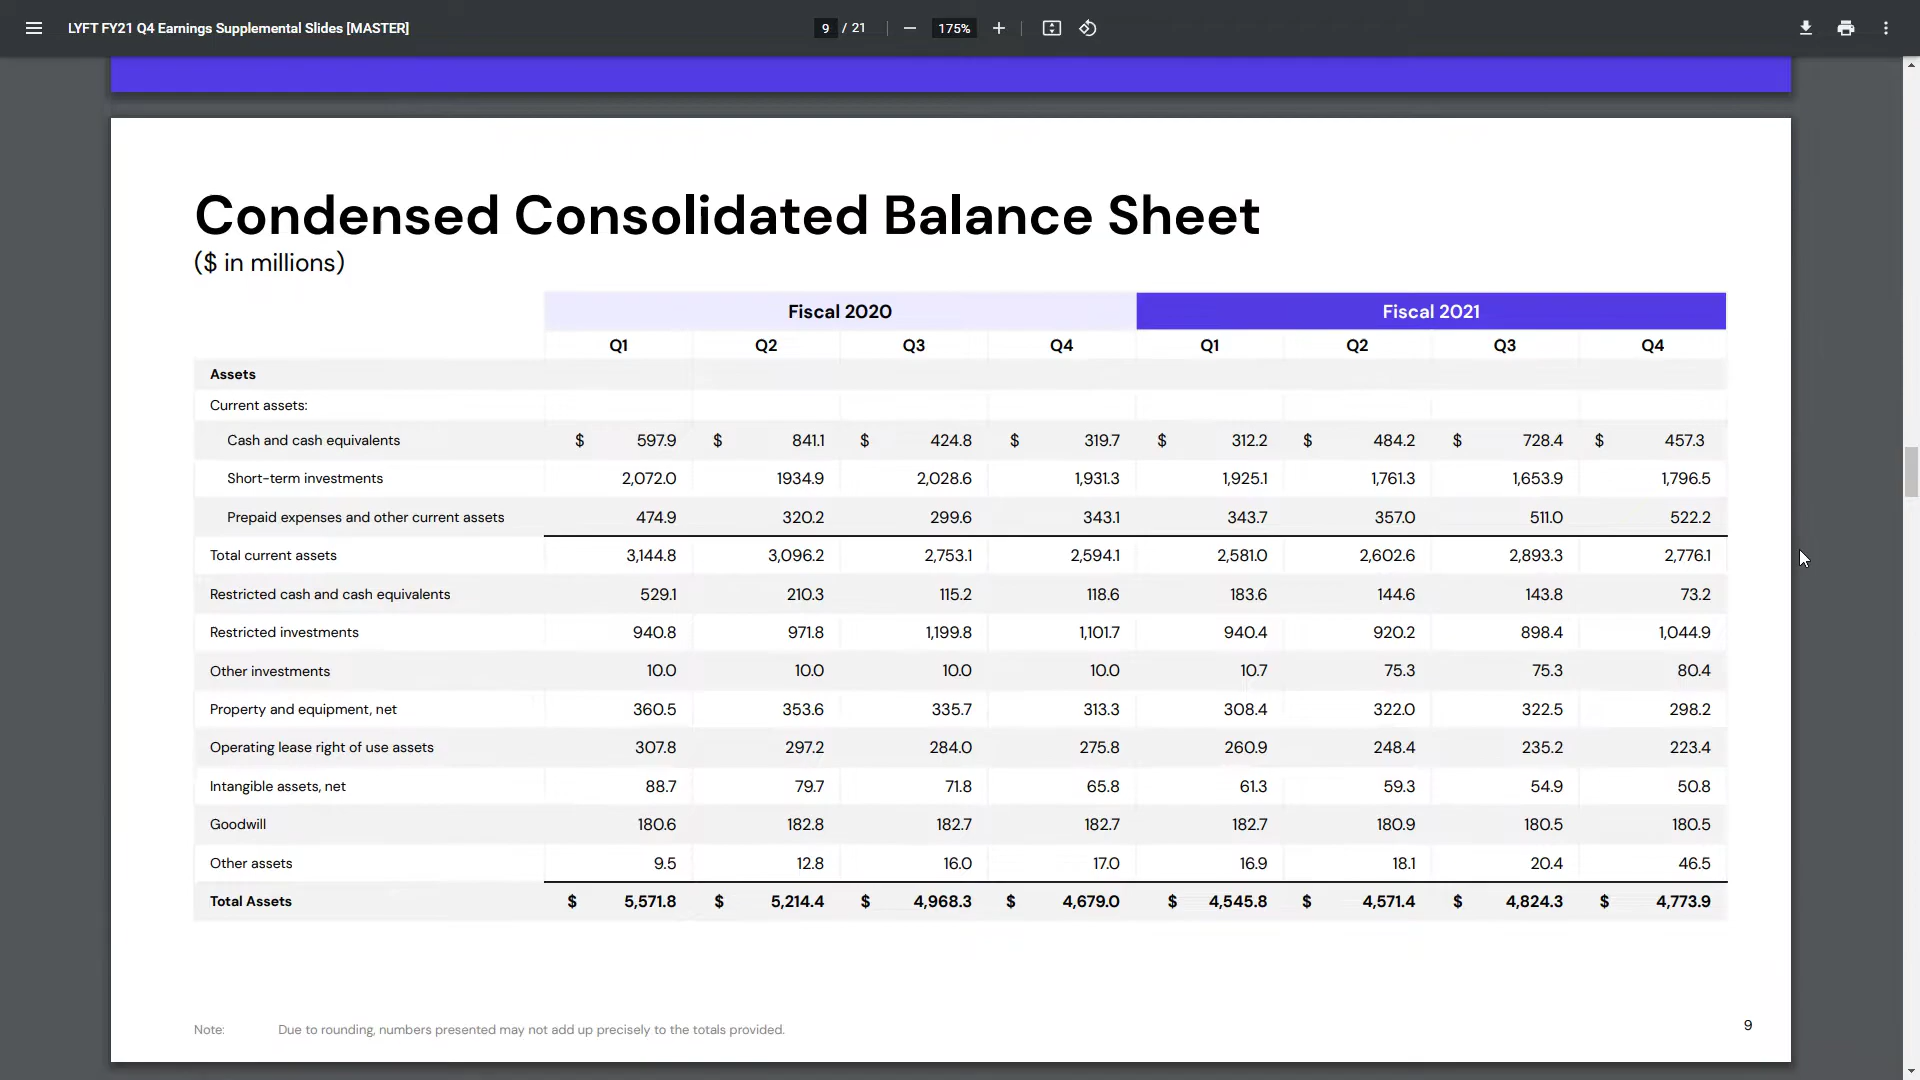 LYFT FY21 Q4 Earnings Supplemental Slides [MASTER] 9 / 21 175%
Condensed Consolidated Balance Sheet
($ in millions)
Fiscal 2020 Fiscal 2021
Q1 Q2 Q3 Q4 Q1 Q2 Q3 Q4
Assets
Current assets:
Cash and cash equivalents $ 597.9 $ 841.1 $ 424.8 $ 319.7 $ 312.2 $ 484.2 $ 728.4 $ 457.3
Short-term investments 2,072.0 1934.9 2,028.6 1,931.3 1,925.1 1,761.3 1,653.9 1,796.5
Prepaid expenses and other current assets 474.9 320.2 299.6 343.1 343.7 357.0 511.0 522.2
Total current assets 3,144.8 3,096.2 2,753.1 2,594.1 2,581.0 2,602.6 2,893.3 2,776.1
Restricted cash and cash equivalents 529.1 210.3 115.2 118.6 183.6 144.6 143.8 73.2
Restricted investments 940.8 971.8 1,199.8 1,101.7 940.4 920.2 898.4 1,044.9
Other investments 10.0 10.0 10.0 10.0 10.7 75.3 75.3 80.4
Property and equipment, net 360.5 353.6 335.7 313.3 308.4 322.0 322.5 298.2
Operating lease right of use assets 307.8 297.2 284.0 275.8 260.9 248.4 235.2 223.4
Intangible assets, net 88.7 79.7 71.8 65.8 61.3 59.3 54.9 50.8
Goodwill 180.6 182.8 182.7 182.7 182.7 180.9 180.5 180.5
Other assets 9.5 12.8 16.0 17.0 16.9 18.1 20.4 46.5
Total Assets $ 5,571.8 $ 5,214.4 $ 4,968.3 $ 4,679.0 $ 4,545.8 $ 4,571.4 $ 4,824.3 $ 4,773.9
Note: Due to rounding, numbers presented may not add up precisely to the totals provided.
9